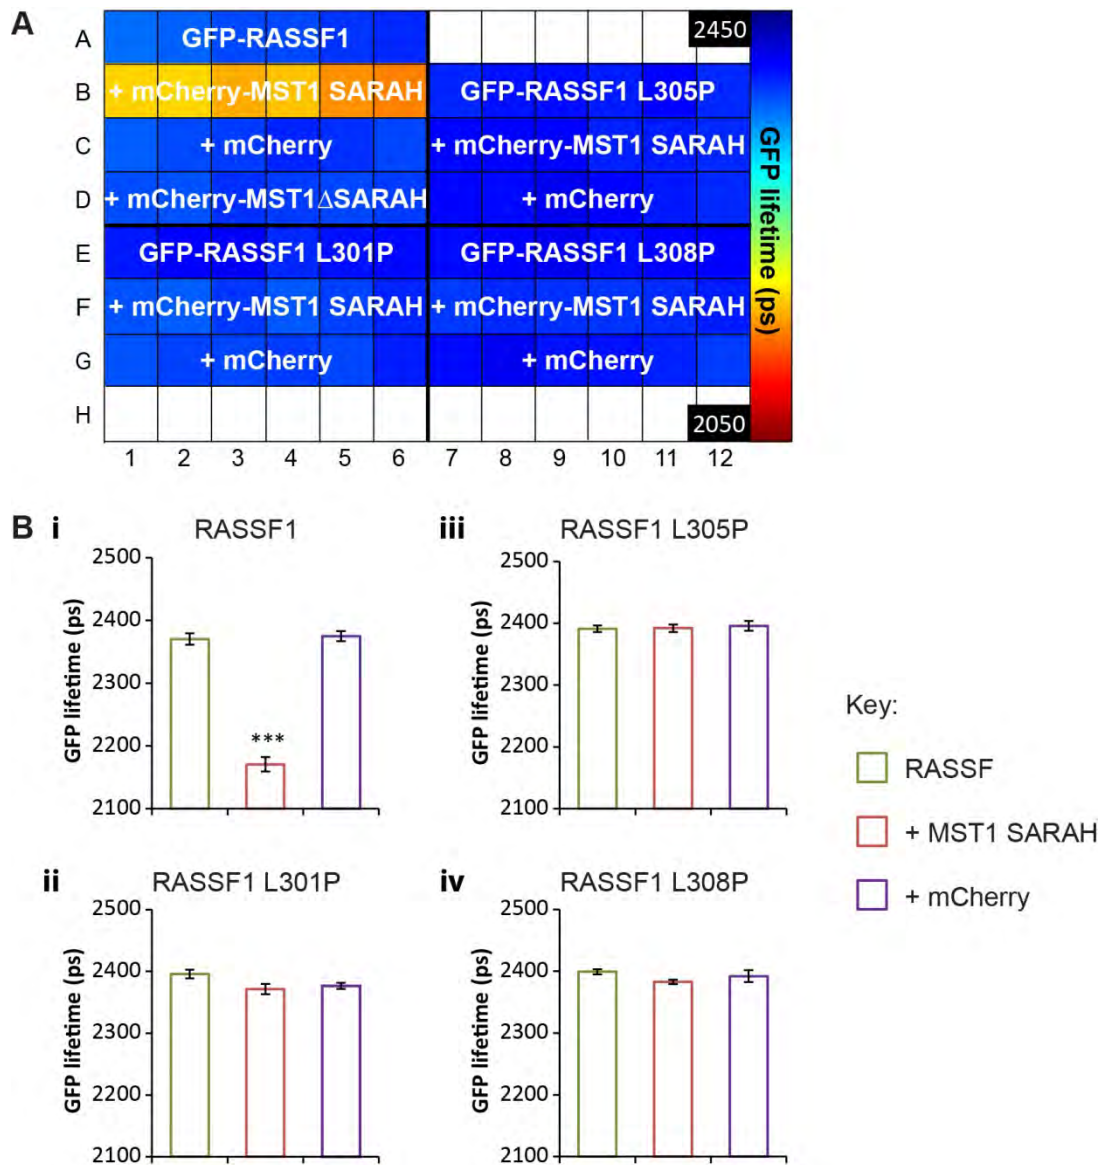 A
A
B
C
D
E
F
G
H
GFP-RASSF1
+ mCherry-MST1 SARAH
+ mCherry
+ mCherry-MST1ΔSARAH
GFP-RASSF1 L305P
+ mCherry-MST1 SARAH
+ mCherry
GFP-RASSF1 L301P
+ mCherry-MST1 SARAH
+ mCherry
GFP-RASSF1 L308P
+ mCherry-MST1 SARAH
+ mCherry
2450
GFP lifetime (ps)
2050
1 2 3 4 5 6 7 8 9 10 11 12
B
i
RASSF1
GFP lifetime (ps)
2500
2400
2300
2200
2100
***
iii
RASSF1 L305P
GFP lifetime (ps)
2500
2400
2300
2200
2100
ii
RASSF1 L301P
GFP lifetime (ps)
2500
2400
2300
2200
2100
iv
RASSF1 L308P
GFP lifetime (ps)
2500
2400
2300
2200
2100
Key:
RASSF
+ MST1 SARAH
+ mCherry